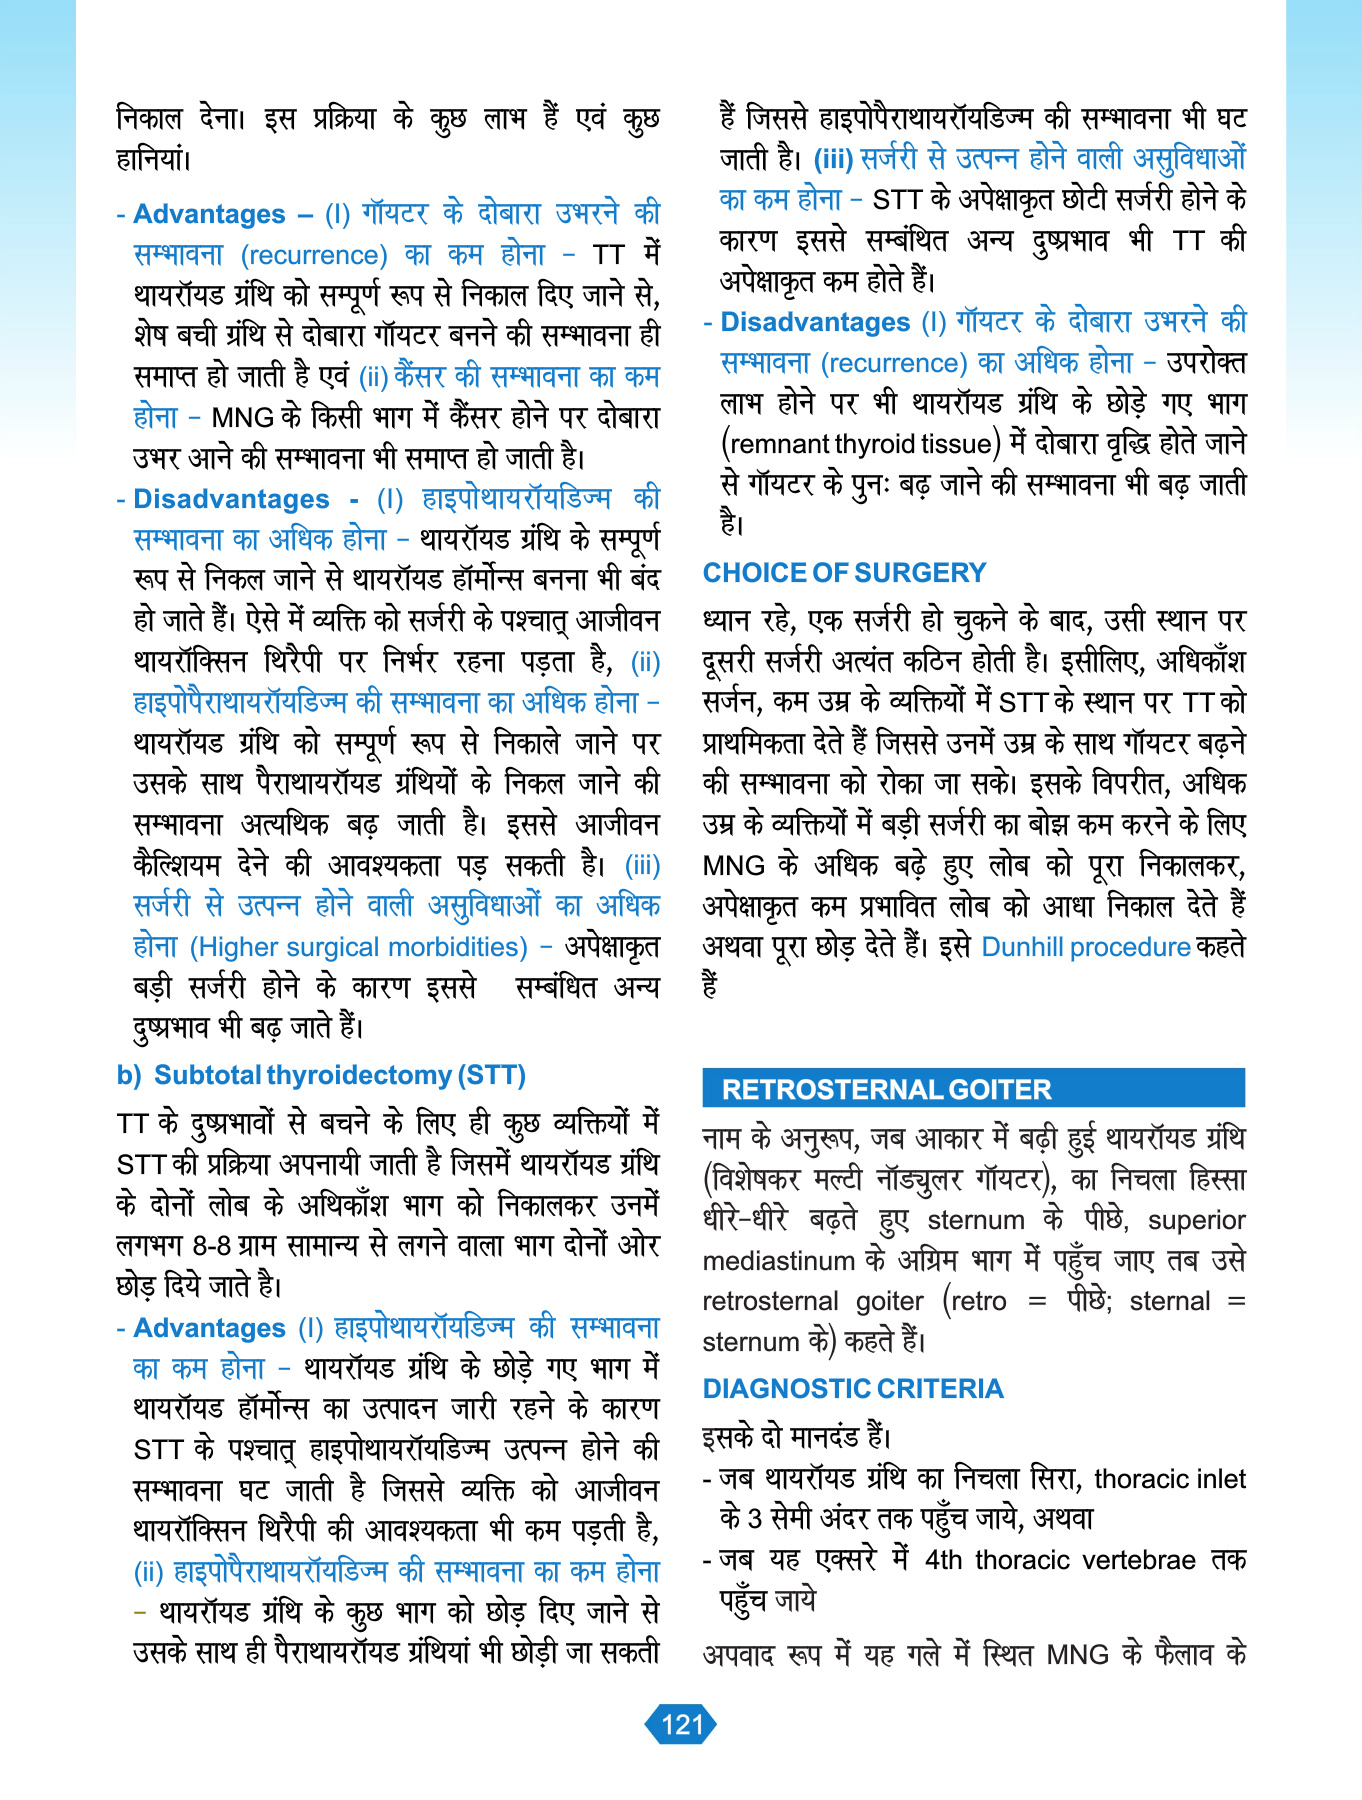 निकाल देना। इस प्रक्रिया के कुछ लाभ हैं एवं कुछ
हानियां।
- Advantages – (I) गॉयटर के दोबारा उभरने की
सम्भावना (recurrence) का कम होना – TT में
थायरॉयड ग्रंथि को सम्पूर्ण रूप से निकाल दिए जाने से,
शेष बची ग्रंथि से दोबारा गॉयटर बनने की सम्भावना ही
समाप्त हो जाती है एवं (ii) कैंसर की सम्भावना का कम
होना – MNG के किसी भाग में कैंसर होने पर दोबारा
उभर आने की सम्भावना भी समाप्त हो जाती है।
- Disadvantages - (I) हाइपोथायरॉयडिज्म की
सम्भावना का अधिक होना – थायरॉयड ग्रंथि के सम्पूर्ण
रूप से निकल जाने से थायरॉयड हॉर्मोन्स बनना भी बंद
हो जाते हैं। ऐसे में व्यक्ति को सर्जरी के पश्चात् आजीवन
थायरॉक्सिन थिरैपी पर निर्भर रहना पड़ता है, (ii)
हाइपोपैराथायरॉयडिज्म की सम्भावना का अधिक होना –
थायरॉयड ग्रंथि को सम्पूर्ण रूप से निकाले जाने पर
उसके साथ पैराथायरॉयड ग्रंथियों के निकल जाने की
सम्भावना अत्यथिक बढ़ जाती है। इससे आजीवन
कैल्शियम देने की आवश्यकता पड़ सकती है। (iii)
सर्जरी से उत्पन्न होने वाली असुविधाओं का अधिक
होना (Higher surgical morbidities) – अपेक्षाकृत
बड़ी सर्जरी होने के कारण इससे सम्बंधित अन्य
दुष्प्रभाव भी बढ़ जाते हैं।
b) Subtotal thyroidectomy (STT)
TT के दुष्प्रभावों से बचने के लिए ही कुछ व्यक्तियों में
STT की प्रक्रिया अपनायी जाती है जिसमें थायरॉयड ग्रंथि
के दोनों लोब के अथिकाँश भाग को निकालकर उनमें
लगभग 8-8 ग्राम सामान्य से लगने वाला भाग दोनों ओर
छोड़ दिये जाते है।
- Advantages (I) हाइपोथायरॉयडिज्म की सम्भावना
का कम होना – थायरॉयड ग्रंथि के छोड़े गए भाग में
थायरॉयड हॉर्मोन्स का उत्पादन जारी रहने के कारण
STT के पश्चात् हाइपोथायरॉयडिज्म उत्पन्न होने की
सम्भावना घट जाती है जिससे व्यक्ति को आजीवन
थायरॉक्सिन थिरैपी की आवश्यकता भी कम पड़ती है,
(ii) हाइपोपैराथायरॉयडिज्म की सम्भावना का कम होना
– थायरॉयड ग्रंथि के कुछ भाग को छोड़ दिए जाने से
उसके साथ ही पैराथायरॉयड ग्रंथियां भी छोड़ी जा सकती
हैं जिससे हाइपोपैराथायरॉयडिज्म की सम्भावना भी घट
जाती है। (iii) सर्जरी से उत्पन्न होने वाली असुविधाओं
का कम होना – STT के अपेक्षाकृत छोटी सर्जरी होने के
कारण इससे सम्बंथित अन्य दुष्प्रभाव भी TT की
अपेक्षाकृत कम होते हैं।
- Disadvantages (I) गॉयटर के दोबारा उभरने की
सम्भावना (recurrence) का अधिक होना – उपरोक्त
लाभ होने पर भी थायरॉयड ग्रंथि के छोड़े गए भाग
(remnant thyroid tissue) में दोबारा वृद्धि होते जाने
से गॉयटर के पुनः बढ़ जाने की सम्भावना भी बढ़ जाती
है।
CHOICE OF SURGERY
ध्यान रहे, एक सर्जरी हो चुकने के बाद, उसी स्थान पर
दूसरी सर्जरी अत्यंत कठिन होती है। इसीलिए, अधिकाँश
सर्जन, कम उम्र के व्यक्तियों में STT के स्थान पर TT को
प्राथमिकता देते हैं जिससे उनमें उम्र के साथ गॉयटर बढ़ने
की सम्भावना को रोका जा सके। इसके विपरीत, अधिक
उम्र के व्यक्तियों में बड़ी सर्जरी का बोझ कम करने के लिए
MNG के अधिक बढ़े हुए लोब को पूरा निकालकर,
अपेक्षाकृत कम प्रभावित लोब को आधा निकाल देते हैं
अथवा पूरा छोड़ देते हैं। इसे Dunhill procedure कहते
हैं
RETROSTERNAL GOITER
नाम के अनुरूप, जब आकार में बढ़ी हुई थायरॉयड ग्रंथि
(विशेषकर मल्टी नॉड्युलर गॉयटर), का निचला हिस्सा
धीरे-धीरे बढ़ते हुए sternum के पीछे, superior
mediastinum के अग्रिम भाग में पहुँच जाए तब उसे
retrosternal goiter (retro = पीछे; sternal =
sternum के) कहते हैं।
DIAGNOSTIC CRITERIA
इसके दो मानदंड हैं।
- जब थायरॉयड ग्रंथि का निचला सिरा, thoracic inlet
के 3 सेमी अंदर तक पहुँच जाये, अथवा
- जब यह एक्सरे में 4th thoracic vertebrae तक
पहुँच जाये
अपवाद रूप में यह गले में स्थित MNG के फैलाव के
121